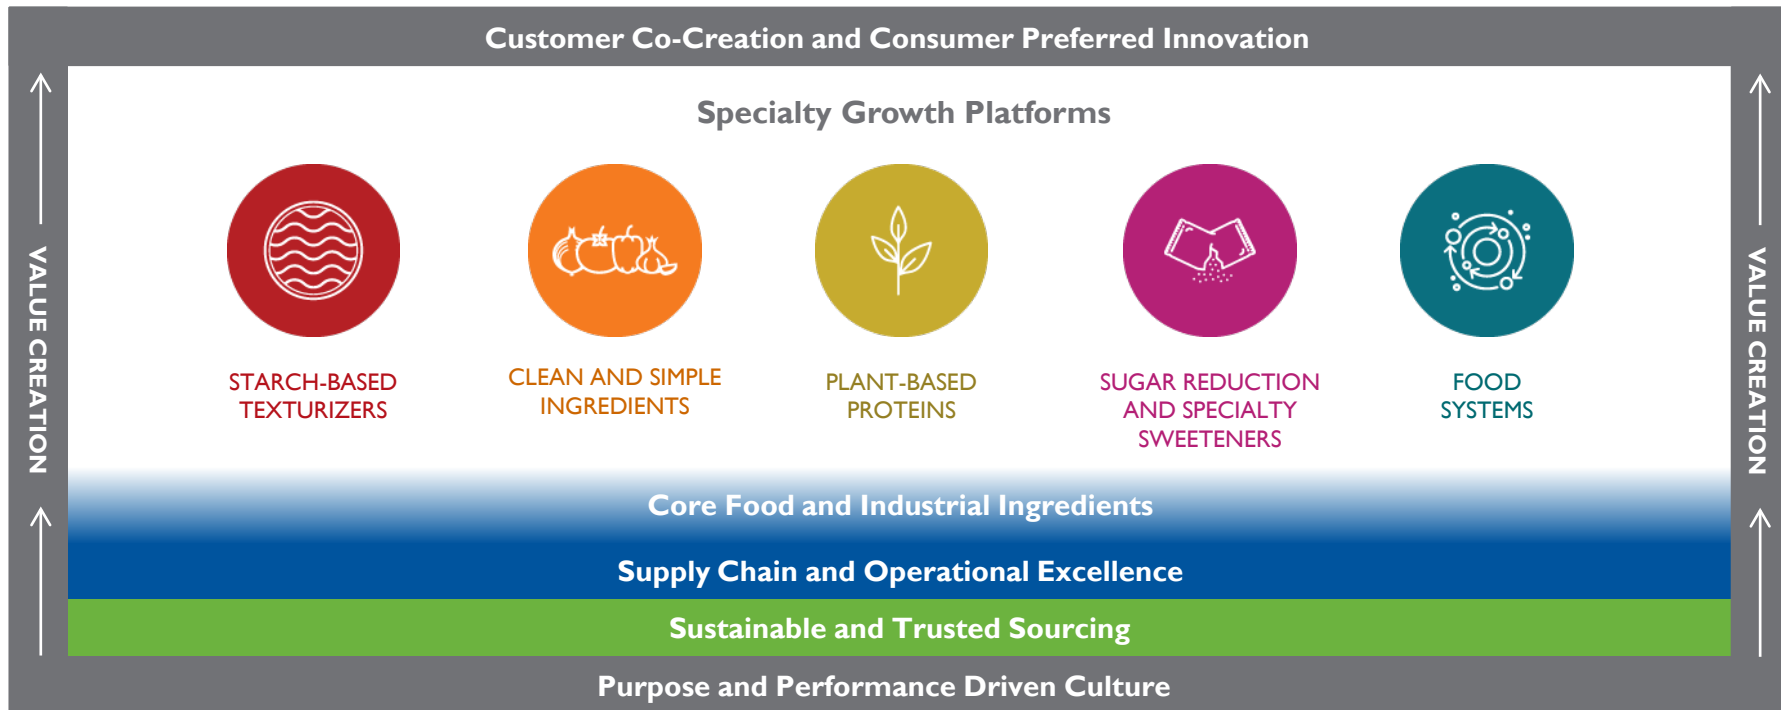 Customer Co-Creation and Consumer Preferred Innovation
Specialty Growth Platforms
STARCH-BASED
TEXTURIZERS
CLEAN AND SIMPLE
INGREDIENTS
PLANT-BASED
PROTEINS
SUGAR REDUCTION
AND SPECIALTY
SWEETENERS
FOOD
SYSTEMS
VALUE CREATION
VALUE CREATION
Core Food and Industrial Ingredients
Supply Chain and Operational Excellence
Sustainable and Trusted Sourcing
Purpose and Performance Driven Culture